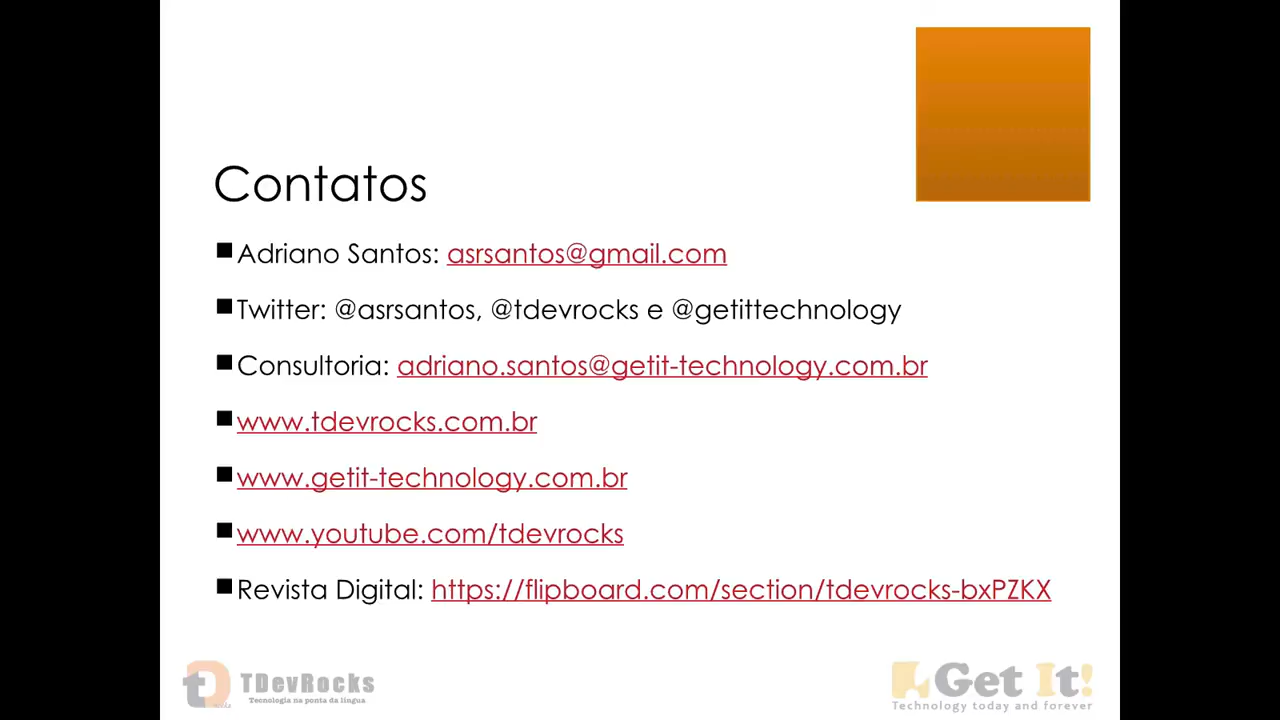 Contatos
Adriano Santos: asrsantos@gmail.com
Twitter: @asrsantos, @tdevrocks e @getittechnology
Consultoria: adriano.santos@getit-technology.com.br
www.tdevrocks.com.br
www.getit-technology.com.br
www.youtube.com/tdevrocks
Revista Digital: https://flipboard.com/section/tdevrocks-bxPZKX
TDevRocks
Tecnologia na ponta da língua
Get It!
Technology today and forever